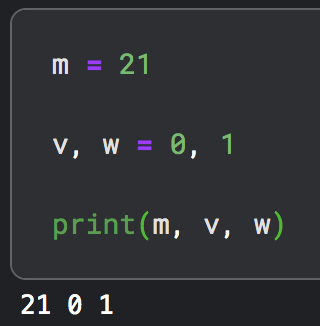 m = 21
v, w = 0, 1
print(m, v, w)
21 0 1